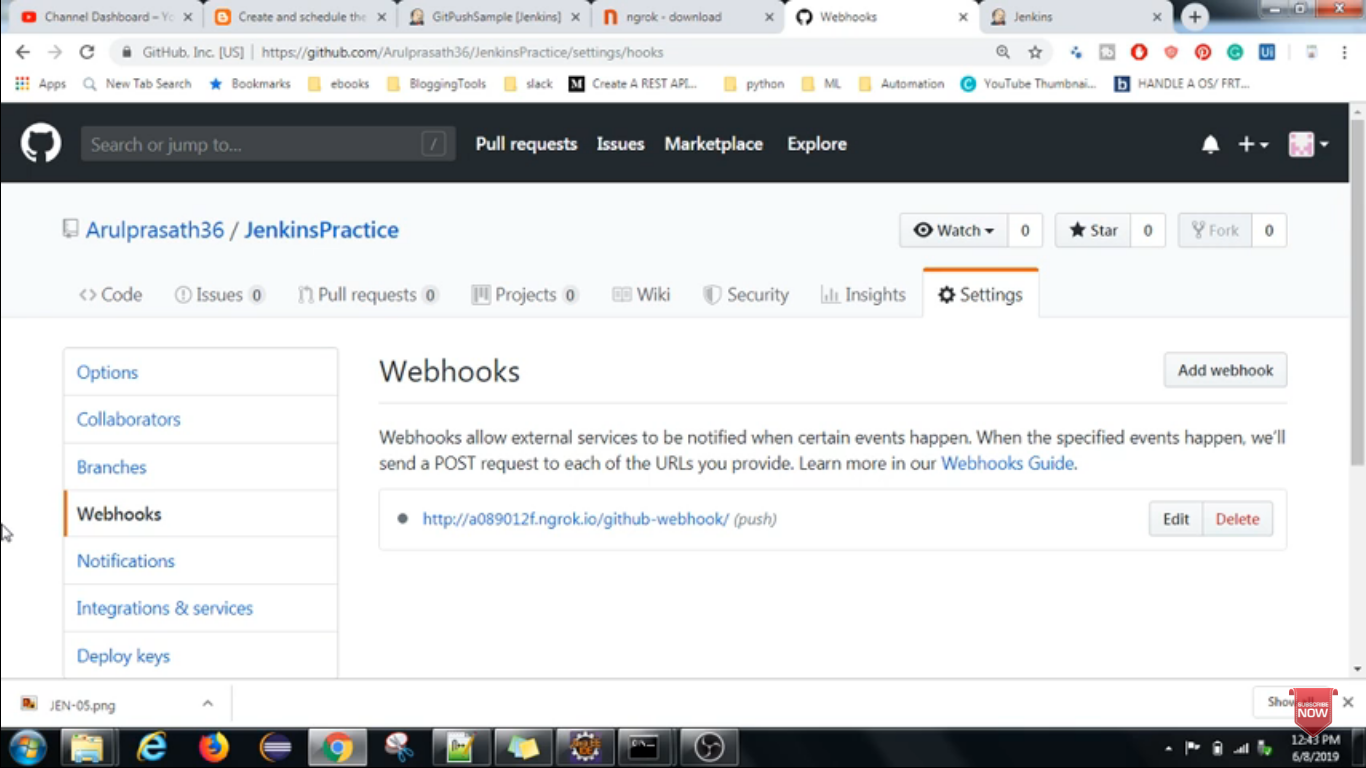 Channel Dashboard – Yo
Create and schedule the
GitPushSample [Jenkins]
ngrok - download
Webhooks
Jenkins
GitHub, Inc. [US] | https://github.com/Arulprasath36/JenkinsPractice/settings/hooks
Apps New Tab Search Bookmarks ebooks BloggingTools slack M Create A REST API... python ML Automation YouTube Thumbnai... HANDLE A OS/ FRT...
Search or jump to... /
Pull requests Issues Marketplace Explore
Arulprasath36 / JenkinsPractice
Watch 0 Star 0 Fork 0
Code Issues 0 Pull requests 0 Projects 0 Wiki Security Insights Settings
Options
Collaborators
Branches
Webhooks
Notifications
Integrations & services
Deploy keys
Webhooks
Add webhook
Webhooks allow external services to be notified when certain events happen. When the specified events happen, we'll
send a POST request to each of the URLs you provide. Learn more in our Webhooks Guide.
http://a089012f.ngrok.io/github-webhook/ (push)
Edit Delete
JEN-05.png
SUBSCRIBE
NOW
12:43 PM
6/8/2019